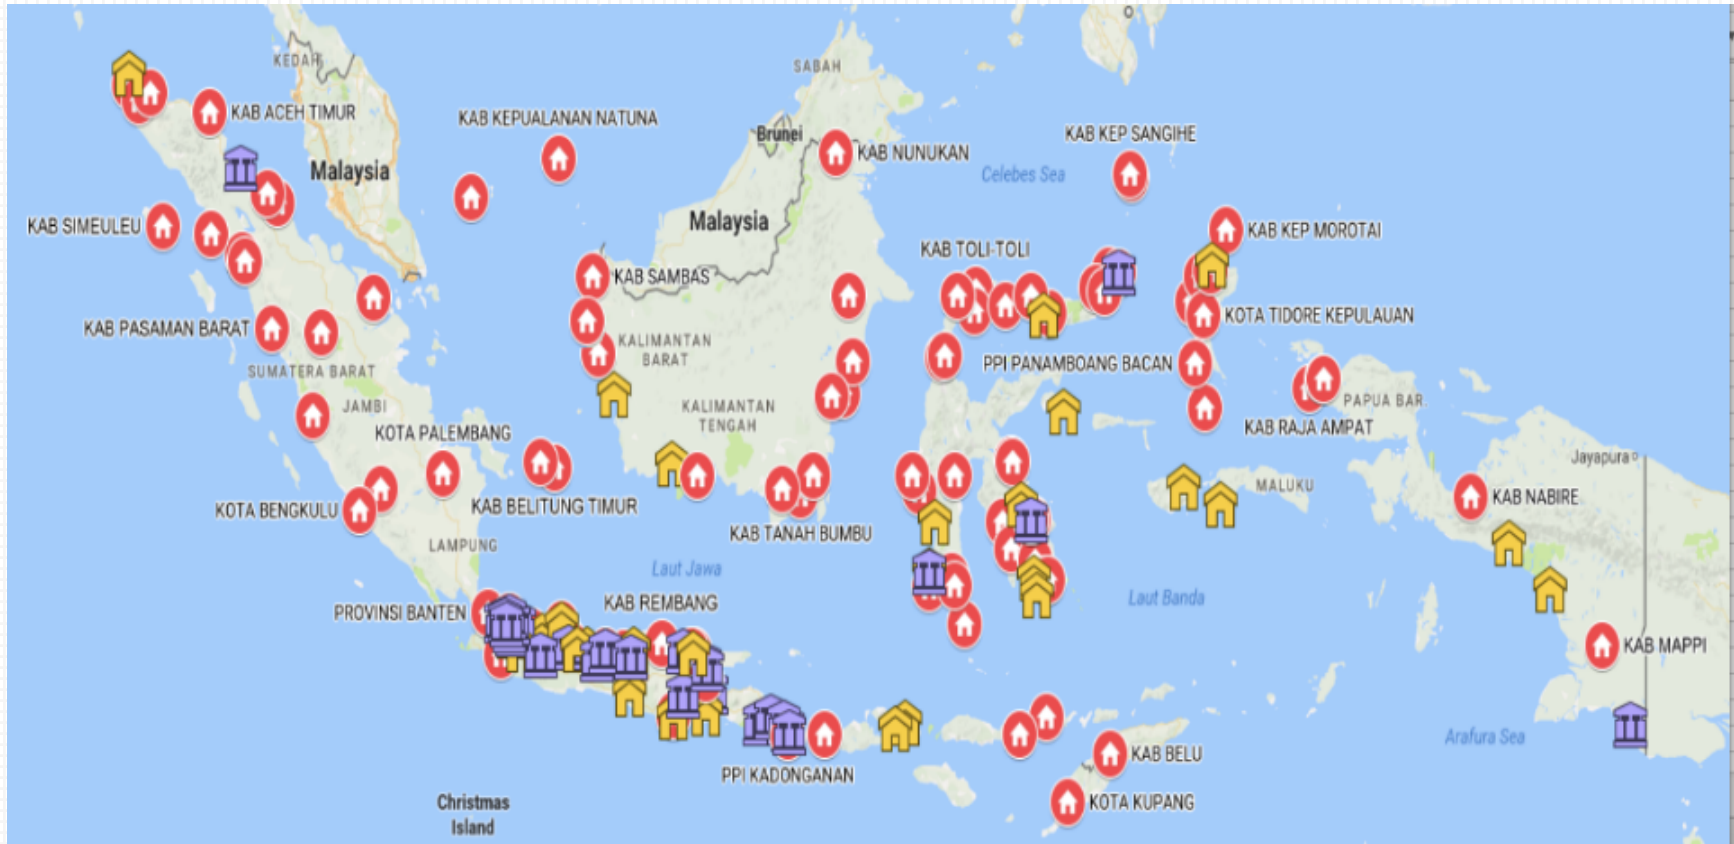 KEDAH
SABAH
KAB ACEH TIMUR
KAB KEPUALANAN NATUNA
Brunei
KAB KEP SANGIHE
Malaysia
KAB NUNUKAN
Celebes Sea
KAB SIMEULEU
Malaysia
KAB KEP MOROTAI
KAB TOLI-TOLI
KAB SAMBAS
KAB PASAMAN BARAT
KOTA TIDORE KEPULAUAN
KALIMANTAN
BARAT
SUMATERA BARAT
PPI PANAMBOANG BACAN
JAMBI
KALIMANTAN
TENGAH
PAPUA BAR.
KOTA PALEMBANG
KAB RAJA AMPAT
Jayapura
MALUKU
KAB NABIRE
KOTA BENGKULU
KAB BELITUNG TIMUR
KAB TANAH BUMBU
LAMPUNG
Laut Jawa
Laut Banda
PROVINSI BANTEN
KAB REMBANG
KAB MAPPI
Arafura Sea
KAB BELU
PPI KADONGANAN
Christmas
Island
KOTA KUPANG